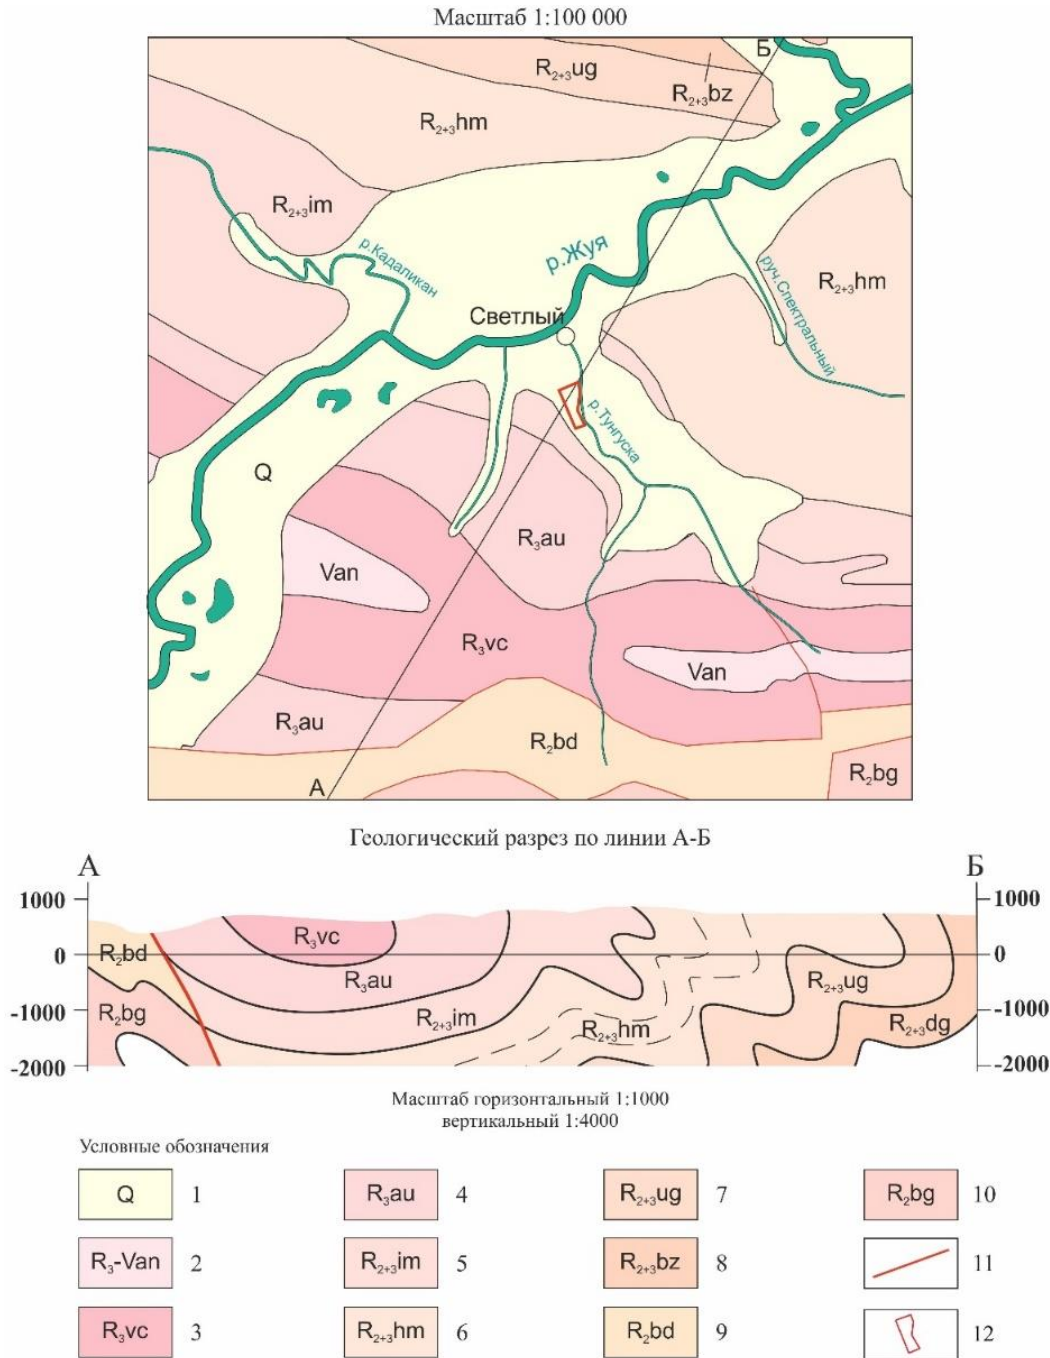 Масштаб 1:100 000
Б
R₂₊₃ug
R₂₊₃bz
R₂₊₃hm
R₂₊₃im
р.Кадаликан
р.Жуя
R₂₊₃hm
руч.Спектральный
Светлый
р.Тунгуска
Q
R₃au
Van
R₃vc
Van
R₃au
R₂bd
R₂bg
А
Геологический разрез по линии А-Б
А Б
1000 1000
R₃vc
R₂bd 0 0
R₃au R₂₊₃ug
-1000 R₂bg R₂₊₃im R₂₊₃hm R₂₊₃dg -1000
-2000 -2000
Масштаб горизонтальный 1:1000
вертикальный 1:4000
Условные обозначения
Q 1 R₃au 4 R₂₊₃ug 7 R₂bg 10
R₃-Van 2 R₂₊₃im 5 R₂₊₃bz 8 11
R₃vc 3 R₂₊₃hm 6 R₂bd 9 12